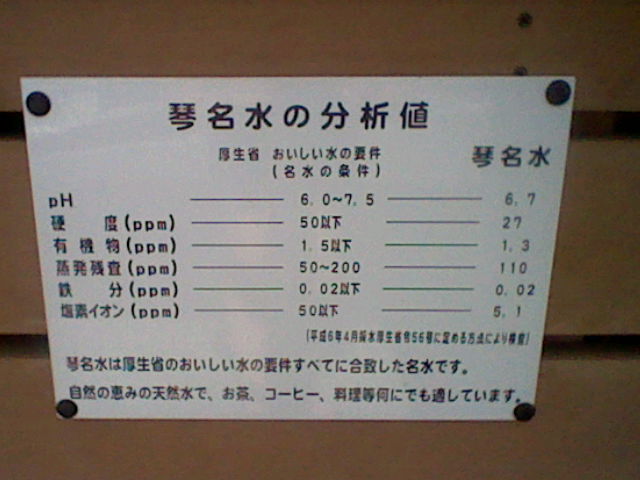 琴名水の分析値
厚生省 おいしい水の要件 琴名水
(名水の条件)
pH 6.0~7.5 6.7
硬度(ppm) 50以下 27
有機物(ppm) 1.5以下 1.3
蒸発残査(ppm) 50~200 110
鉄分(ppm) 0.02以下 0.02
塩素イオン(ppm) 50以下 5.1
(平成6年4月採水厚生省令56号に定める方法により検査)
琴名水は厚生省のおいしい水の要件すべてに合致した名水です。
自然の恵みの天然水で、お茶、コーヒー、料理等何にでも適しています。